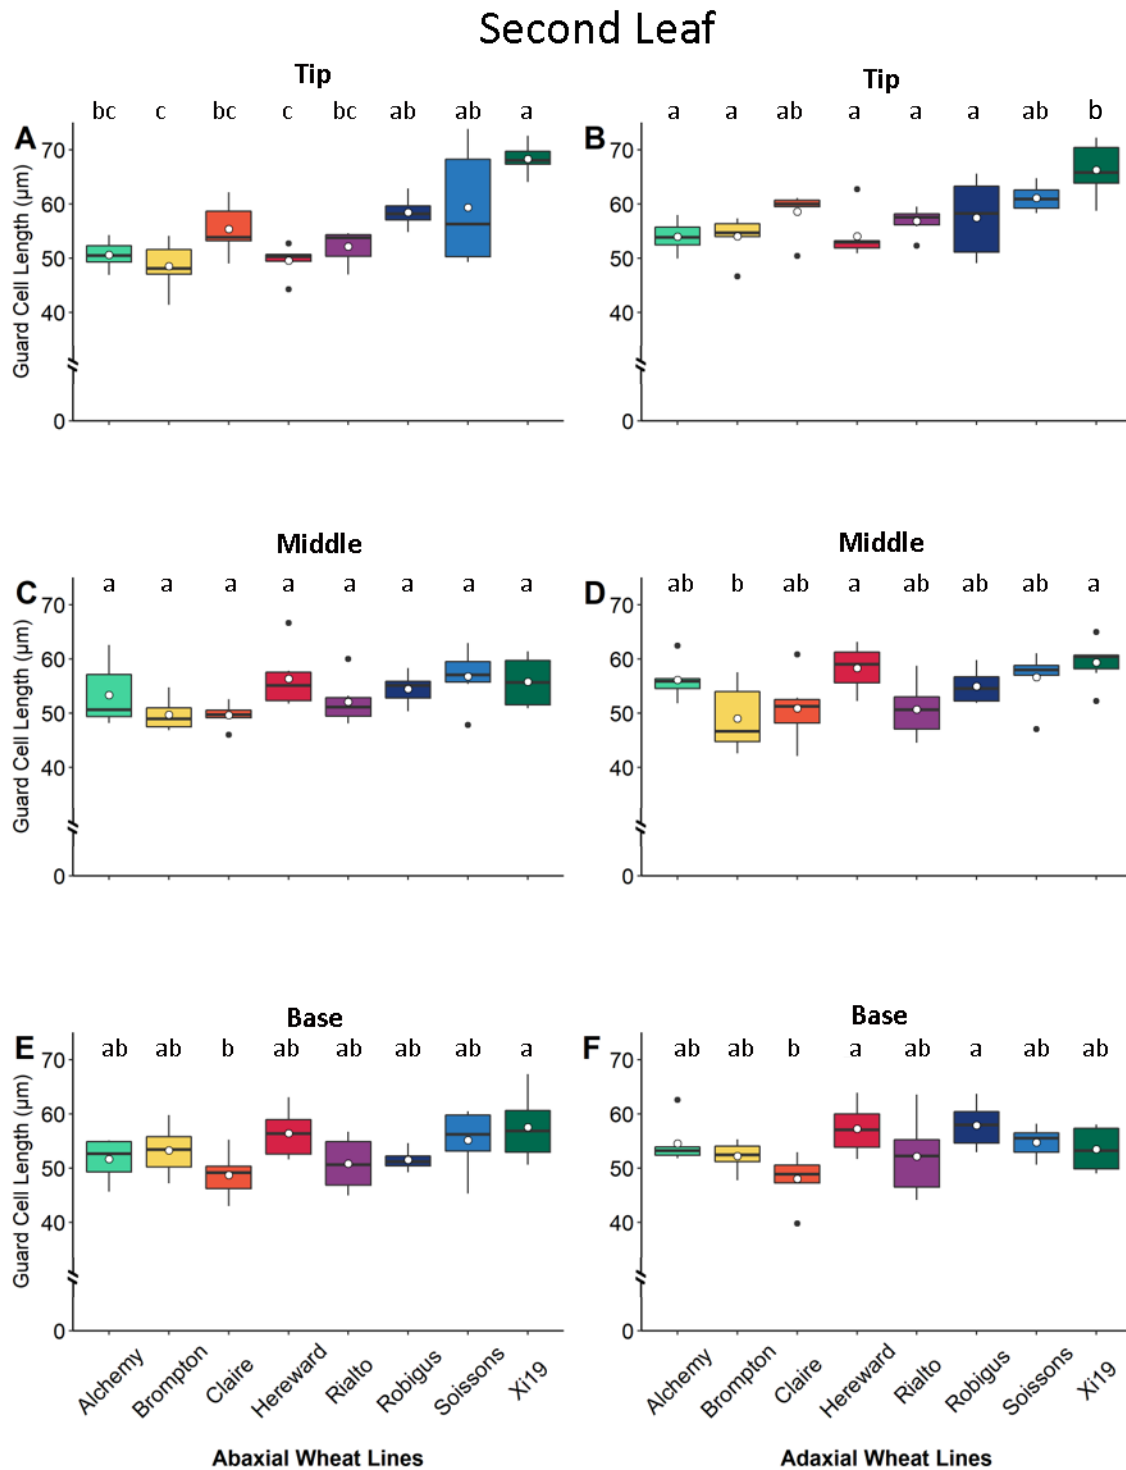 Second Leaf
Tip
bc c bc c bc ab ab a
A
70
60
50
40
0
Guard Cell Length (µm)
Tip
a a ab a a a ab b
B
70
60
50
40
0
Middle
a a a a a a a a
C
70
60
50
40
0
Guard Cell Length (µm)
Middle
ab b ab a ab ab ab a
D
70
60
50
40
0
Base
ab ab b ab ab ab ab a
E
70
60
50
40
0
Guard Cell Length (µm)
Alchemy Brompton Claire Hereward Rialto Robigus Soissons Xi19
Abaxial Wheat Lines
Base
ab ab b a ab a ab ab
F
70
60
50
40
0
Alchemy Brompton Claire Hereward Rialto Robigus Soissons Xi19
Adaxial Wheat Lines